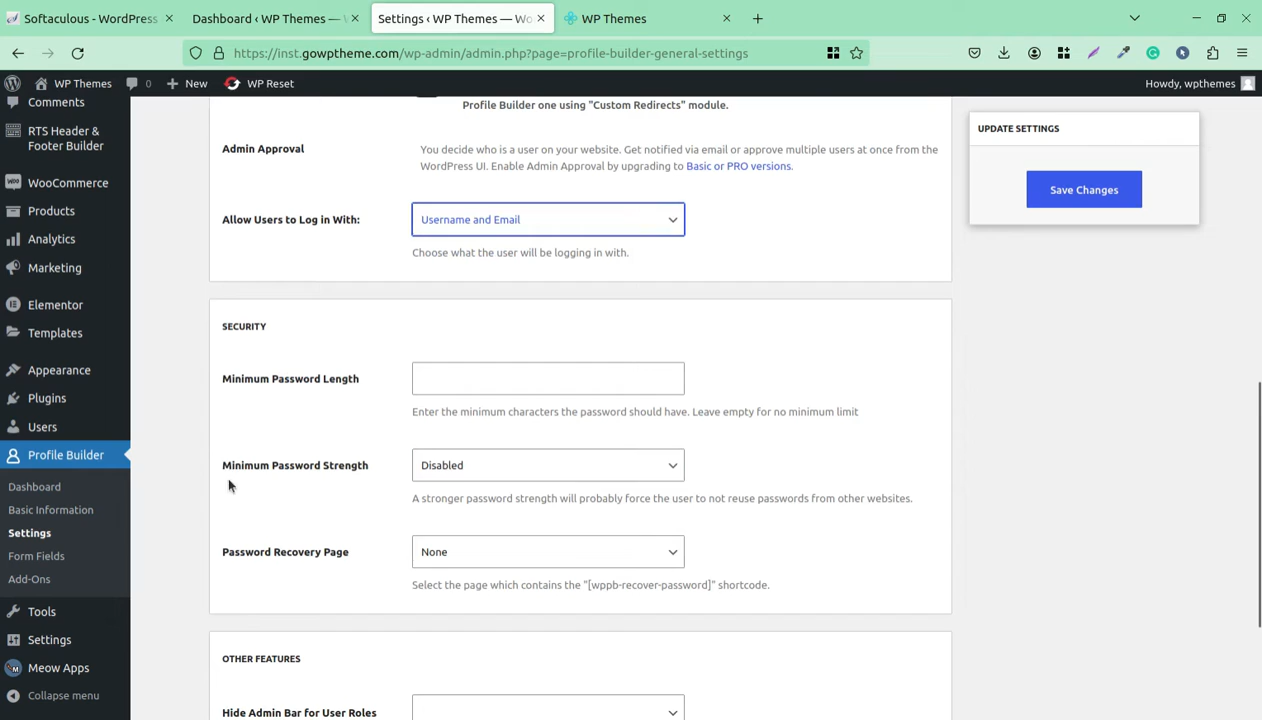 Softaculous - WordPress
Dashboard ‹ WP Themes — W
Settings ‹ WP Themes — Wo
WP Themes
https://inst.gowptheme.com/wp-admin/admin.php?page=profile-builder-general-settings
WP Themes
0
New
WP Reset
Howdy, wpthemes
Comments
RTS Header &
Footer Builder
WooCommerce
Products
Analytics
Marketing
Elementor
Templates
Appearance
Plugins
Users
Profile Builder
Dashboard
Basic Information
Settings
Form Fields
Add-Ons
Tools
Settings
Meow Apps
Collapse menu
Profile Builder one using "Custom Redirects" module.
Admin Approval
You decide who is a user on your website. Get notified via email or approve multiple users at once from the
WordPress UI. Enable Admin Approval by upgrading to Basic or PRO versions.
Allow Users to Log in With:
Username and Email
Choose what the user will be logging in with.
SECURITY
Minimum Password Length
Enter the minimum characters the password should have. Leave empty for no minimum limit
Minimum Password Strength
Disabled
A stronger password strength will probably force the user to not reuse passwords from other websites.
Password Recovery Page
None
Select the page which contains the "[wppb-recover-password]" shortcode.
OTHER FEATURES
Hide Admin Bar for User Roles
UPDATE SETTINGS
Save Changes